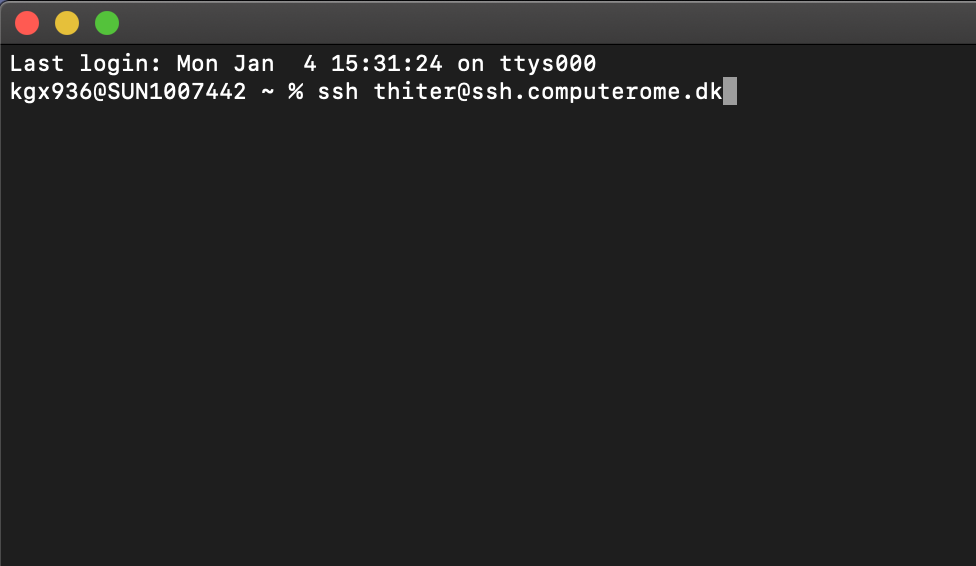 Last login: Mon Jan  4 15:31:24 on ttys000
kgx936@SUN1007442 ~ % ssh thiter@ssh.computerome.dk